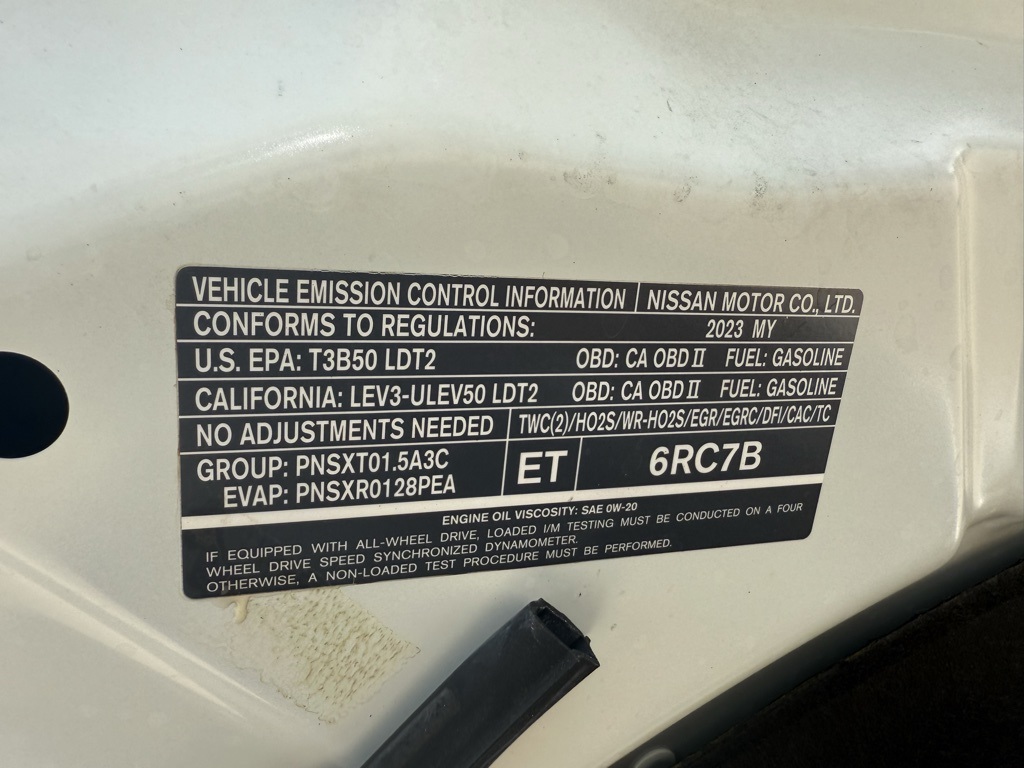 VEHICLE EMISSION CONTROL INFORMATION NISSAN MOTOR CO., LTD.
CONFORMS TO REGULATIONS: 2023 MY
U.S. EPA: T3B50 LDT2 OBD: CA OBD II FUEL: GASOLINE
CALIFORNIA: LEV3-ULEV50 LDT2 OBD: CA OBD II FUEL: GASOLINE
NO ADJUSTMENTS NEEDED TWC(2)/HO2S/WR-HO2S/EGR/EGRC/DFI/CAC/TC
GROUP: PNSXT01.5A3C ET 6RC7B
EVAP: PNSXR0128PEA
ENGINE OIL VISCOSITY: SAE 0W-20
IF EQUIPPED WITH ALL-WHEEL DRIVE, LOADED I/M TESTING MUST BE CONDUCTED ON A FOUR
WHEEL DRIVE SPEED SYNCHRONIZED DYNAMOMETER.
OTHERWISE, A NON-LOADED TEST PROCEDURE MUST BE PERFORMED.